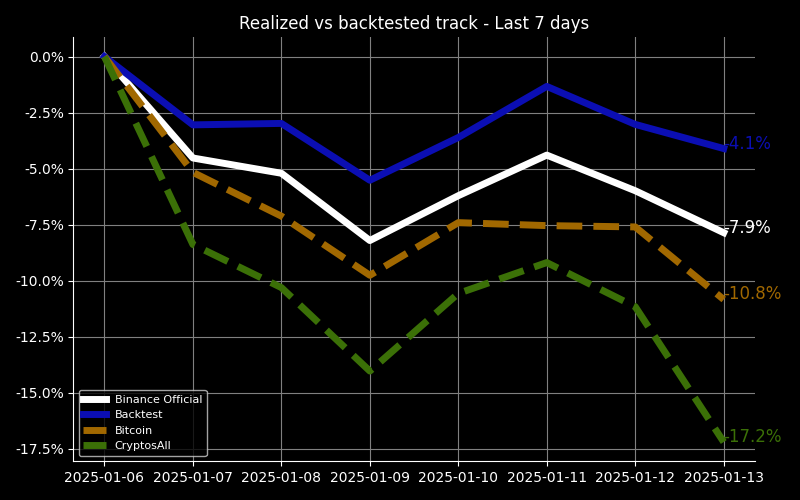 Realized vs backtested track - Last 7 days
0.0%
-2.5%
-5.0%
-7.5%
-10.0%
-12.5%
-15.0%
-17.5%
-4.1%
-7.9%
-10.8%
-17.2%
Binance Official
Backtest
Bitcoin
CryptosAll
2025-01-06 2025-01-07 2025-01-08 2025-01-09 2025-01-10 2025-01-11 2025-01-12 2025-01-13